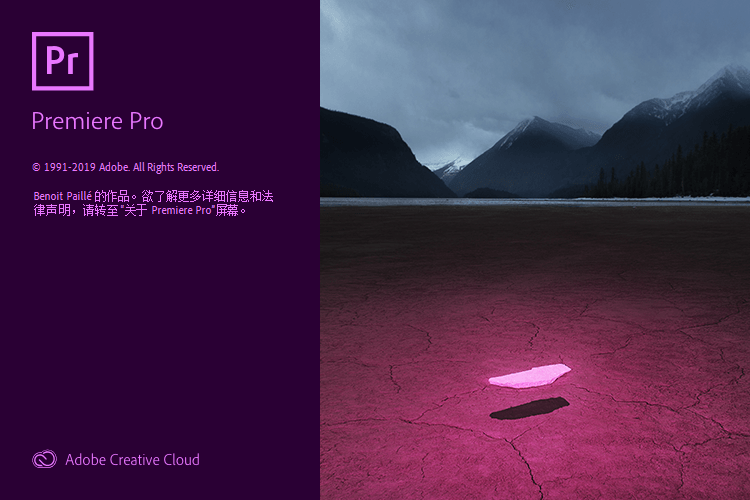 Pr
Premiere Pro
© 1991-2019 Adobe. All Rights Reserved.
Benoit Paillé 的作品。欲了解更多详细信息和法
律声明，请转至“关于 Premiere Pro”屏幕。
Adobe Creative Cloud